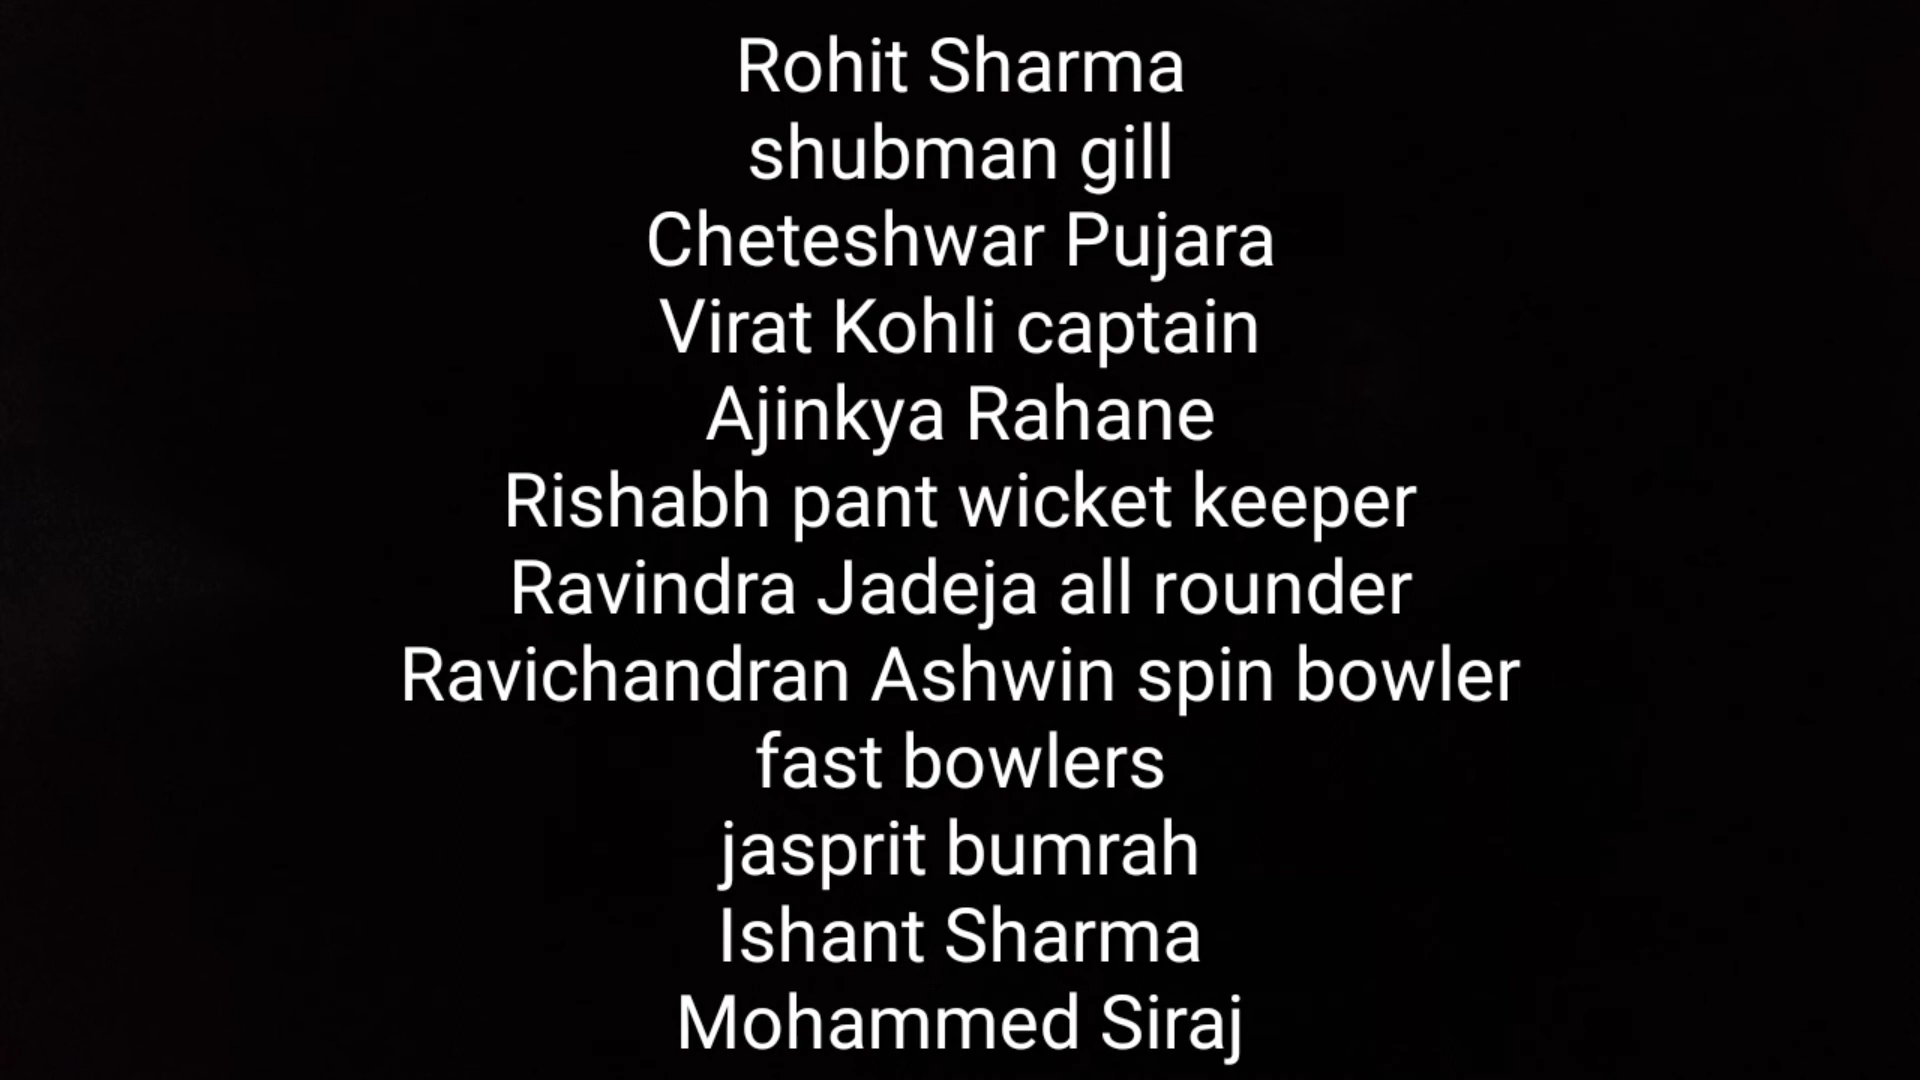 Rohit Sharma
shubman gill
Cheteshwar Pujara
Virat Kohli captain
Ajinkya Rahane
Rishabh pant wicket keeper
Ravindra Jadeja all rounder
Ravichandran Ashwin spin bowler
fast bowlers
jasprit bumrah
Ishant Sharma
Mohammed Siraj